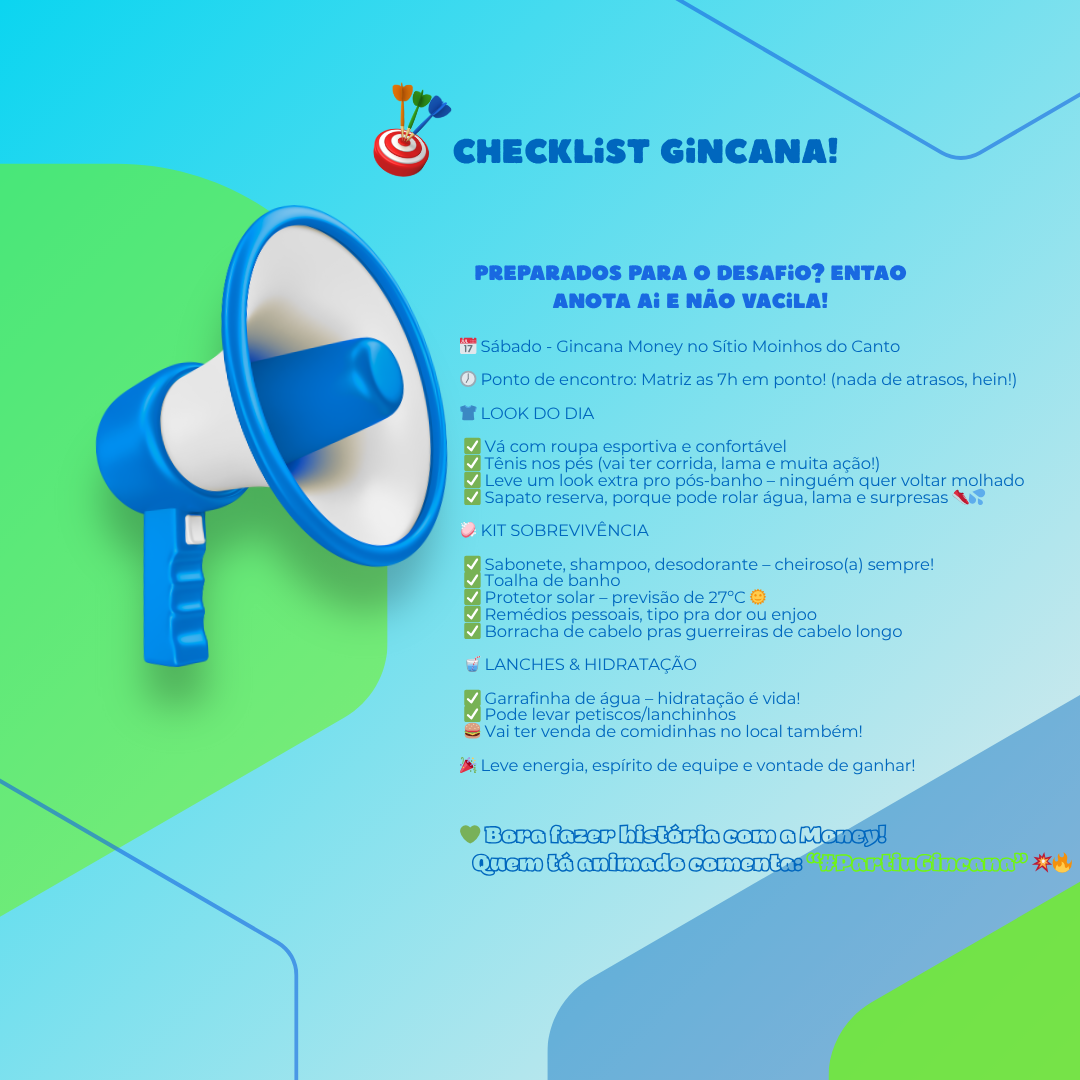 CHECKLIST GINCANA!
PREPARADOS PARA O DESAFIO? ENTAO
ANOTA AI E NÃO VACILA!
📅 Sábado - Gincana Money no Sítio Moinhos do Canto
🕖 Ponto de encontro: Matriz as 7h em ponto! (nada de atrasos, hein!)
👕 LOOK DO DIA
✅ Vá com roupa esportiva e confortável
✅ Tênis nos pés (vai ter corrida, lama e muita ação!)
✅ Leve um look extra pro pós-banho – ninguém quer voltar molhado
✅ Sapato reserva, porque pode rolar água, lama e surpresas 👟💦
🧼 KIT SOBREVIVÊNCIA
✅ Sabonete, shampoo, desodorante – cheiroso(a) sempre!
✅ Toalha de banho
✅ Protetor solar – previsão de 27ºC 🌞
✅ Remédios pessoais, tipo pra dor ou enjoo
✅ Borracha de cabelo pras guerreiras de cabelo longo
🥤 LANCHES & HIDRATAÇÃO
✅ Garrafinha de água – hidratação é vida!
✅ Pode levar petiscos/lanchinhos
🍔 Vai ter venda de comidinhas no local também!
🎉 Leve energia, espírito de equipe e vontade de ganhar!
💚 Bora fazer história com a Money!
Quem tá animado comenta: “#PartiuGincana” 💥🔥